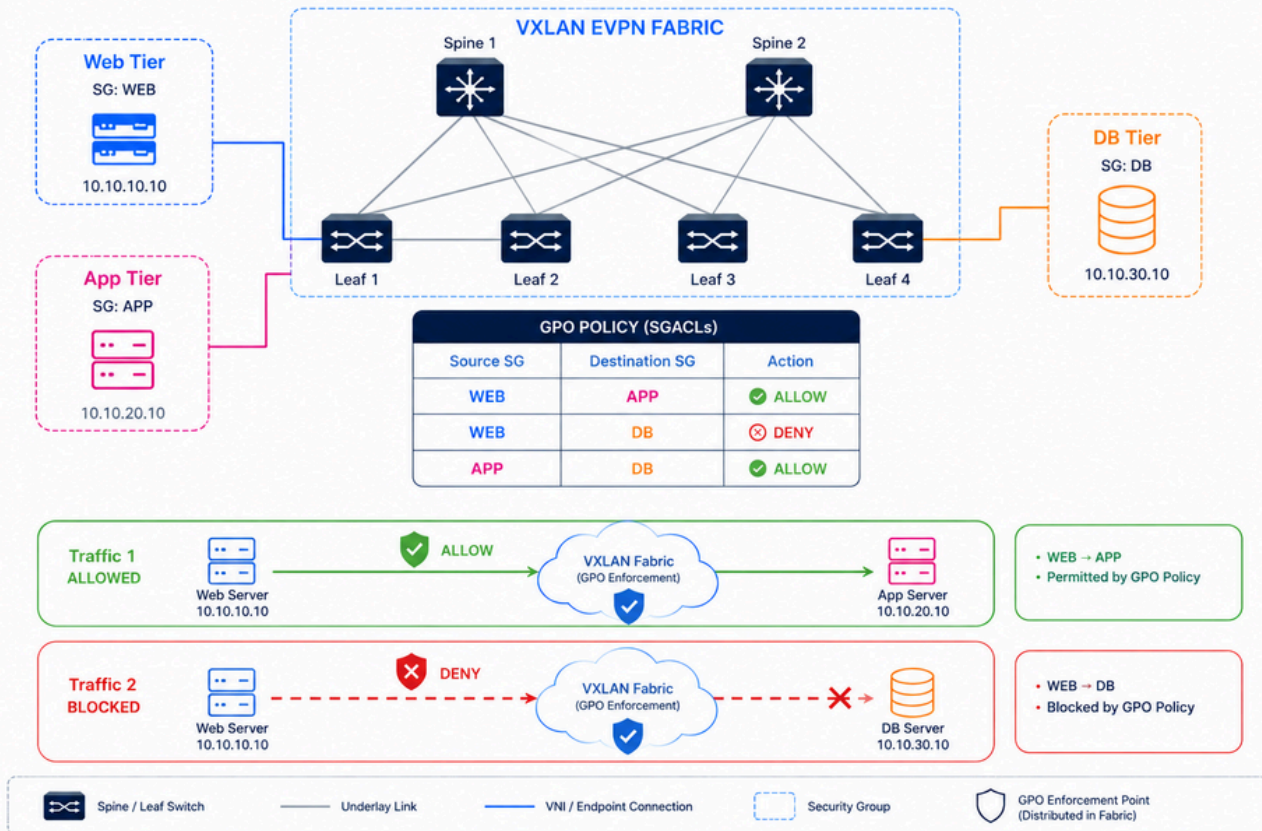 VXLAN EVPN FABRIC
Spine 1
Spine 2
Web Tier
SG: WEB
10.10.10.10
App Tier
SG: APP
10.10.20.10
DB Tier
SG: DB
10.10.30.10
Leaf 1
Leaf 2
Leaf 3
Leaf 4
GPO POLICY (SGACLs)
Source SG Destination SG Action
WEB APP ALLOW
WEB DB DENY
APP DB ALLOW
Traffic 1
ALLOWED
Web Server
10.10.10.10
ALLOW
VXLAN Fabric
(GPO Enforcement)
App Server
10.10.20.10
• WEB → APP
• Permitted by GPO Policy
Traffic 2
BLOCKED
Web Server
10.10.10.10
DENY
VXLAN Fabric
(GPO Enforcement)
DB Server
10.10.30.10
• WEB → DB
• Blocked by GPO Policy
Spine / Leaf Switch
Underlay Link
VNI / Endpoint Connection
Security Group
GPO Enforcement Point
(Distributed in Fabric)